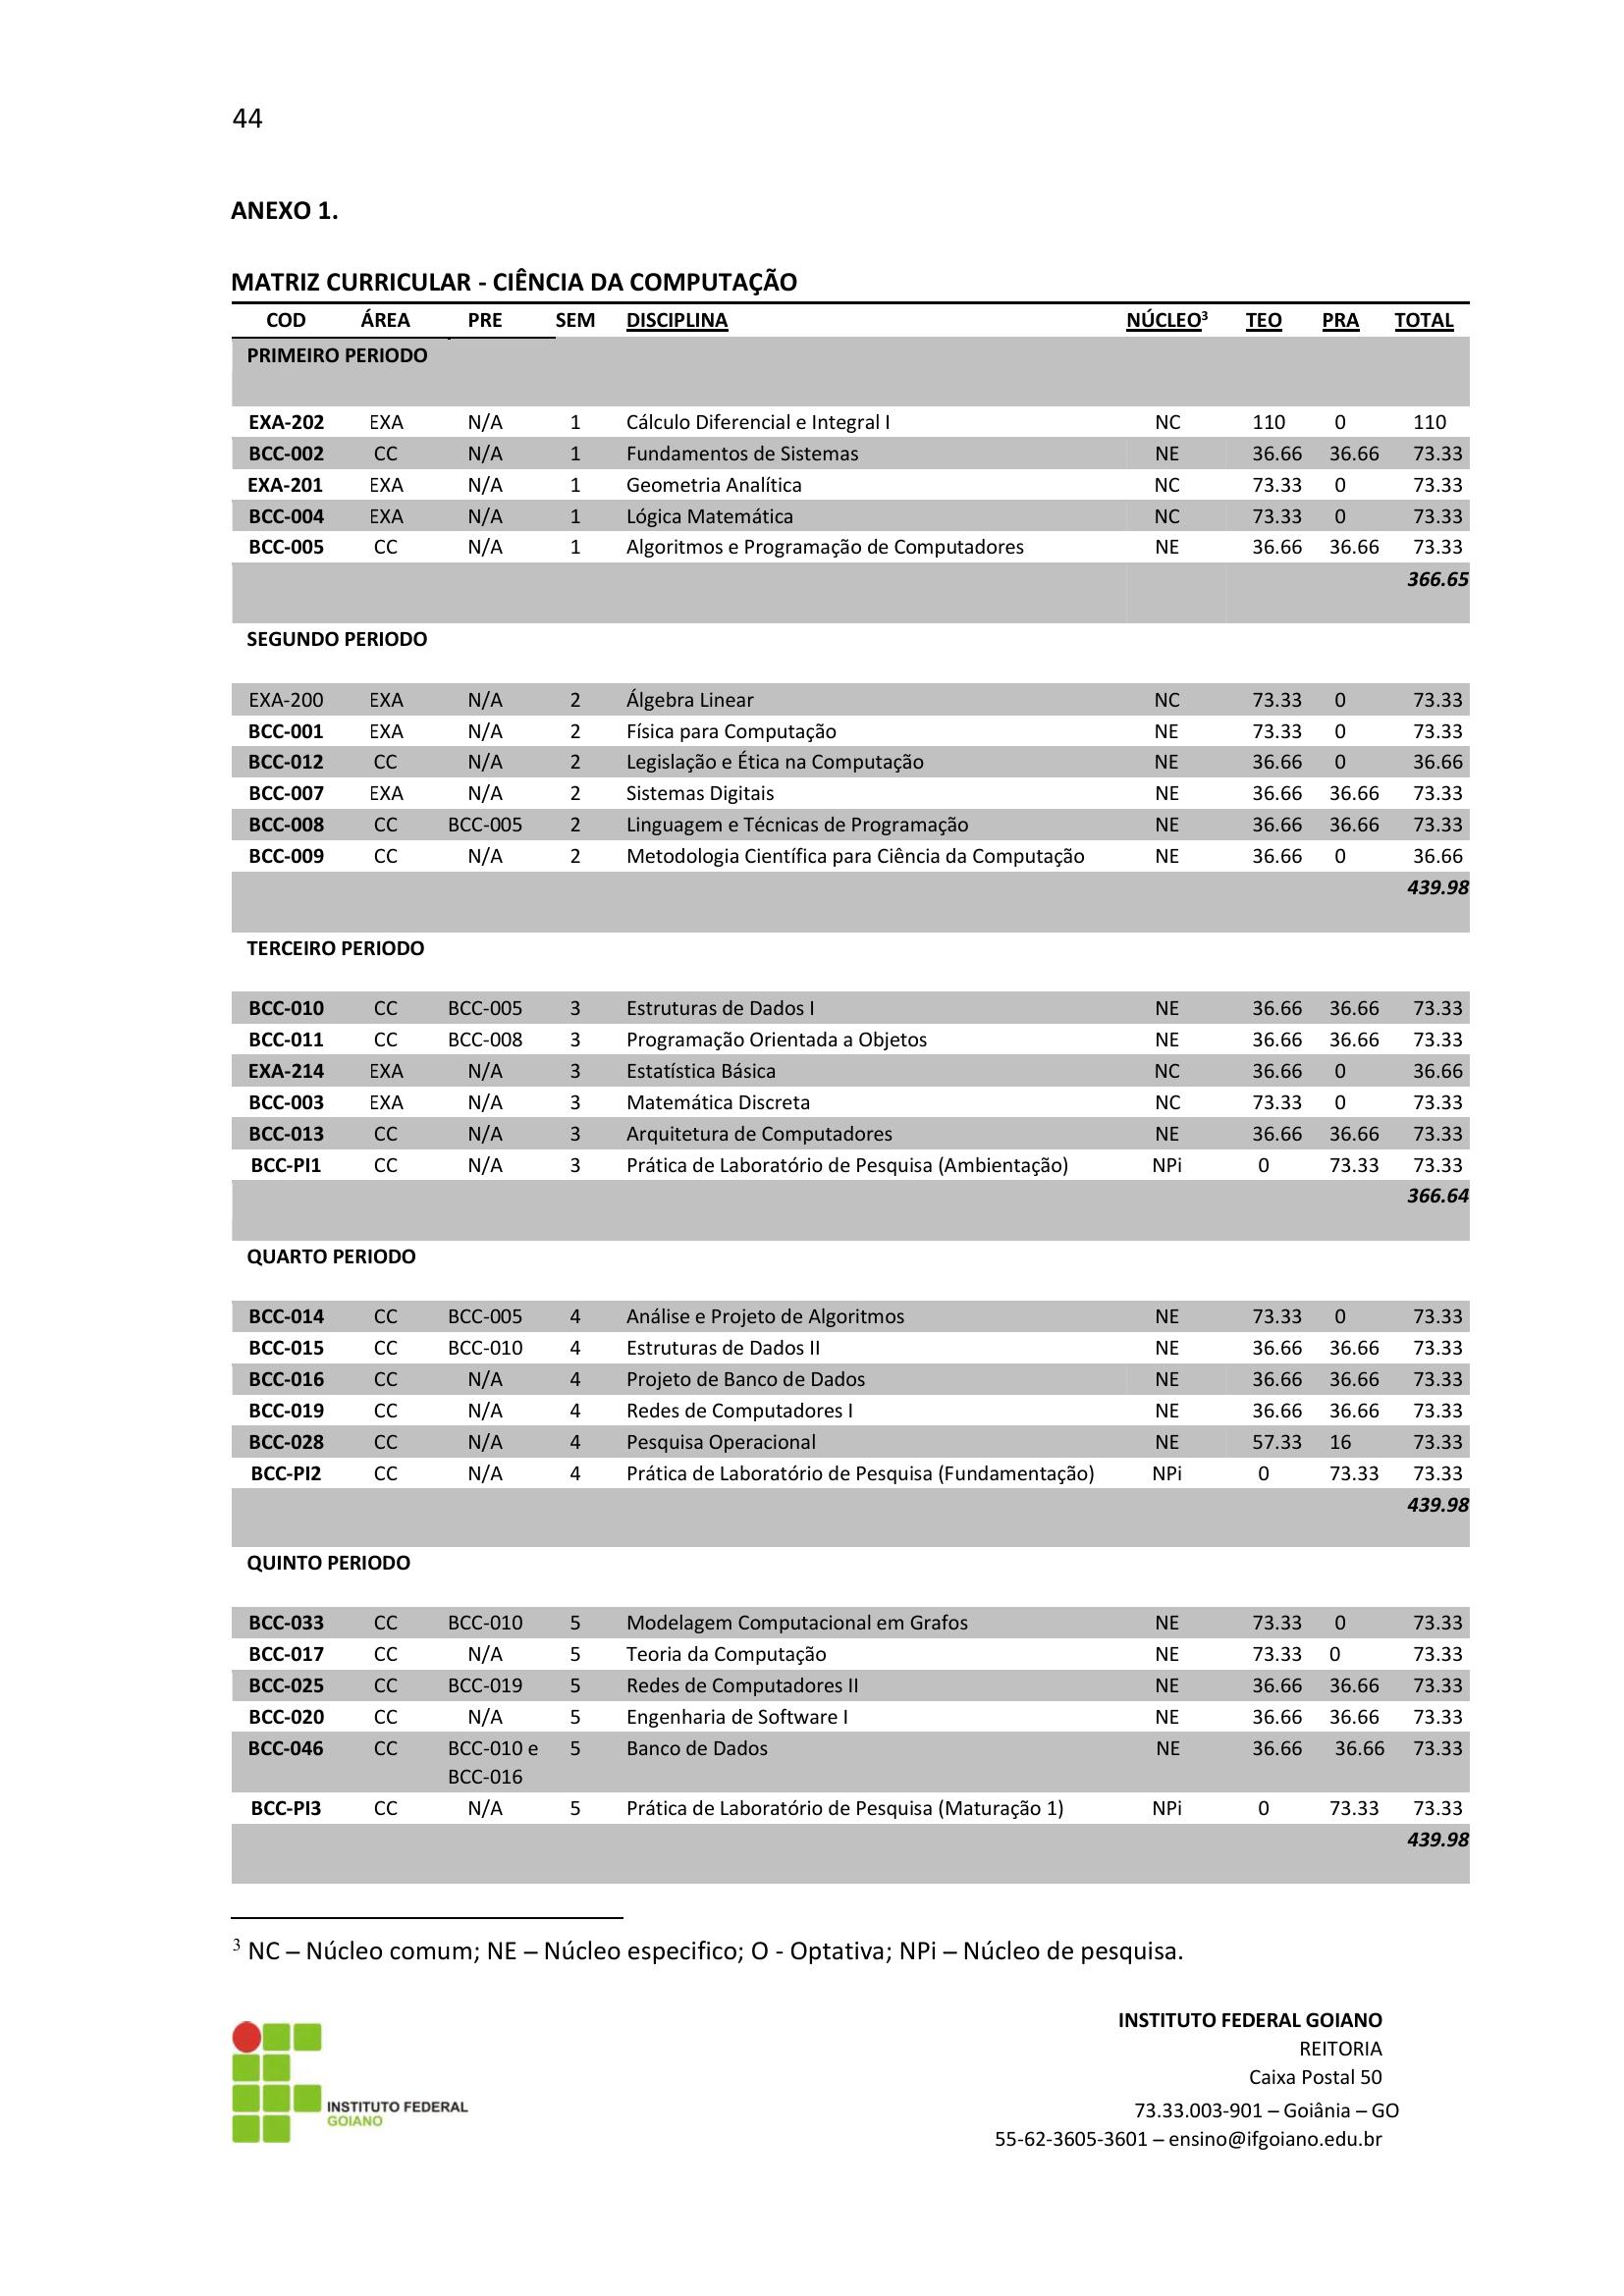 44
ANEXO 1.
MATRIZ CURRICULAR - CIÊNCIA DA COMPUTAÇÃO
COD ÁREA PRE SEM DISCIPLINA NÚCLEO³ TEO PRA TOTAL
PRIMEIRO PERIODO
EXA-202 EXA N/A 1 Cálculo Diferencial e Integral I NC 110 0 110
BCC-002 CC N/A 1 Fundamentos de Sistemas NE 36.66 36.66 73.33
EXA-201 EXA N/A 1 Geometria Analítica NC 73.33 0 73.33
BCC-004 EXA N/A 1 Lógica Matemática NC 73.33 0 73.33
BCC-005 CC N/A 1 Algoritmos e Programação de Computadores NE 36.66 36.66 73.33
366.65
SEGUNDO PERIODO
EXA-200 EXA N/A 2 Álgebra Linear NC 73.33 0 73.33
BCC-001 EXA N/A 2 Física para Computação NE 73.33 0 73.33
BCC-012 CC N/A 2 Legislação e Ética na Computação NE 36.66 0 36.66
BCC-007 EXA N/A 2 Sistemas Digitais NE 36.66 36.66 73.33
BCC-008 CC BCC-005 2 Linguagem e Técnicas de Programação NE 36.66 36.66 73.33
BCC-009 CC N/A 2 Metodologia Científica para Ciência da Computação NE 36.66 0 36.66
439.98
TERCEIRO PERIODO
BCC-010 CC BCC-005 3 Estruturas de Dados I NE 36.66 36.66 73.33
BCC-011 CC BCC-008 3 Programação Orientada a Objetos NE 36.66 36.66 73.33
EXA-214 EXA N/A 3 Estatística Básica NC 36.66 0 36.66
BCC-003 EXA N/A 3 Matemática Discreta NC 73.33 0 73.33
BCC-013 CC N/A 3 Arquitetura de Computadores NE 36.66 36.66 73.33
BCC-PI1 CC N/A 3 Prática de Laboratório de Pesquisa (Ambientação) NPi 0 73.33 73.33
366.64
QUARTO PERIODO
BCC-014 CC BCC-005 4 Análise e Projeto de Algoritmos NE 73.33 0 73.33
BCC-015 CC BCC-010 4 Estruturas de Dados II NE 36.66 36.66 73.33
BCC-016 CC N/A 4 Projeto de Banco de Dados NE 36.66 36.66 73.33
BCC-019 CC N/A 4 Redes de Computadores I NE 36.66 36.66 73.33
BCC-028 CC N/A 4 Pesquisa Operacional NE 57.33 16 73.33
BCC-PI2 CC N/A 4 Prática de Laboratório de Pesquisa (Fundamentação) NPi 0 73.33 73.33
439.98
QUINTO PERIODO
BCC-033 CC BCC-010 5 Modelagem Computacional em Grafos NE 73.33 0 73.33
BCC-017 CC N/A 5 Teoria da Computação NE 73.33 0 73.33
BCC-025 CC BCC-019 5 Redes de Computadores II NE 36.66 36.66 73.33
BCC-020 CC N/A 5 Engenharia de Software I NE 36.66 36.66 73.33
BCC-046 CC BCC-010 e 5 Banco de Dados NE 36.66 36.66 73.33
BCC-016
BCC-PI3 CC N/A 5 Prática de Laboratório de Pesquisa (Maturação 1) NPi 0 73.33 73.33
439.98
³ NC – Núcleo comum; NE – Núcleo especifico; O - Optativa; NPi – Núcleo de pesquisa.
INSTITUTO FEDERAL
GOIANO
INSTITUTO FEDERAL GOIANO
REITORIA
Caixa Postal 50
73.33.003-901 – Goiânia – GO
55-62-3605-3601 – ensino@ifgoiano.edu.br